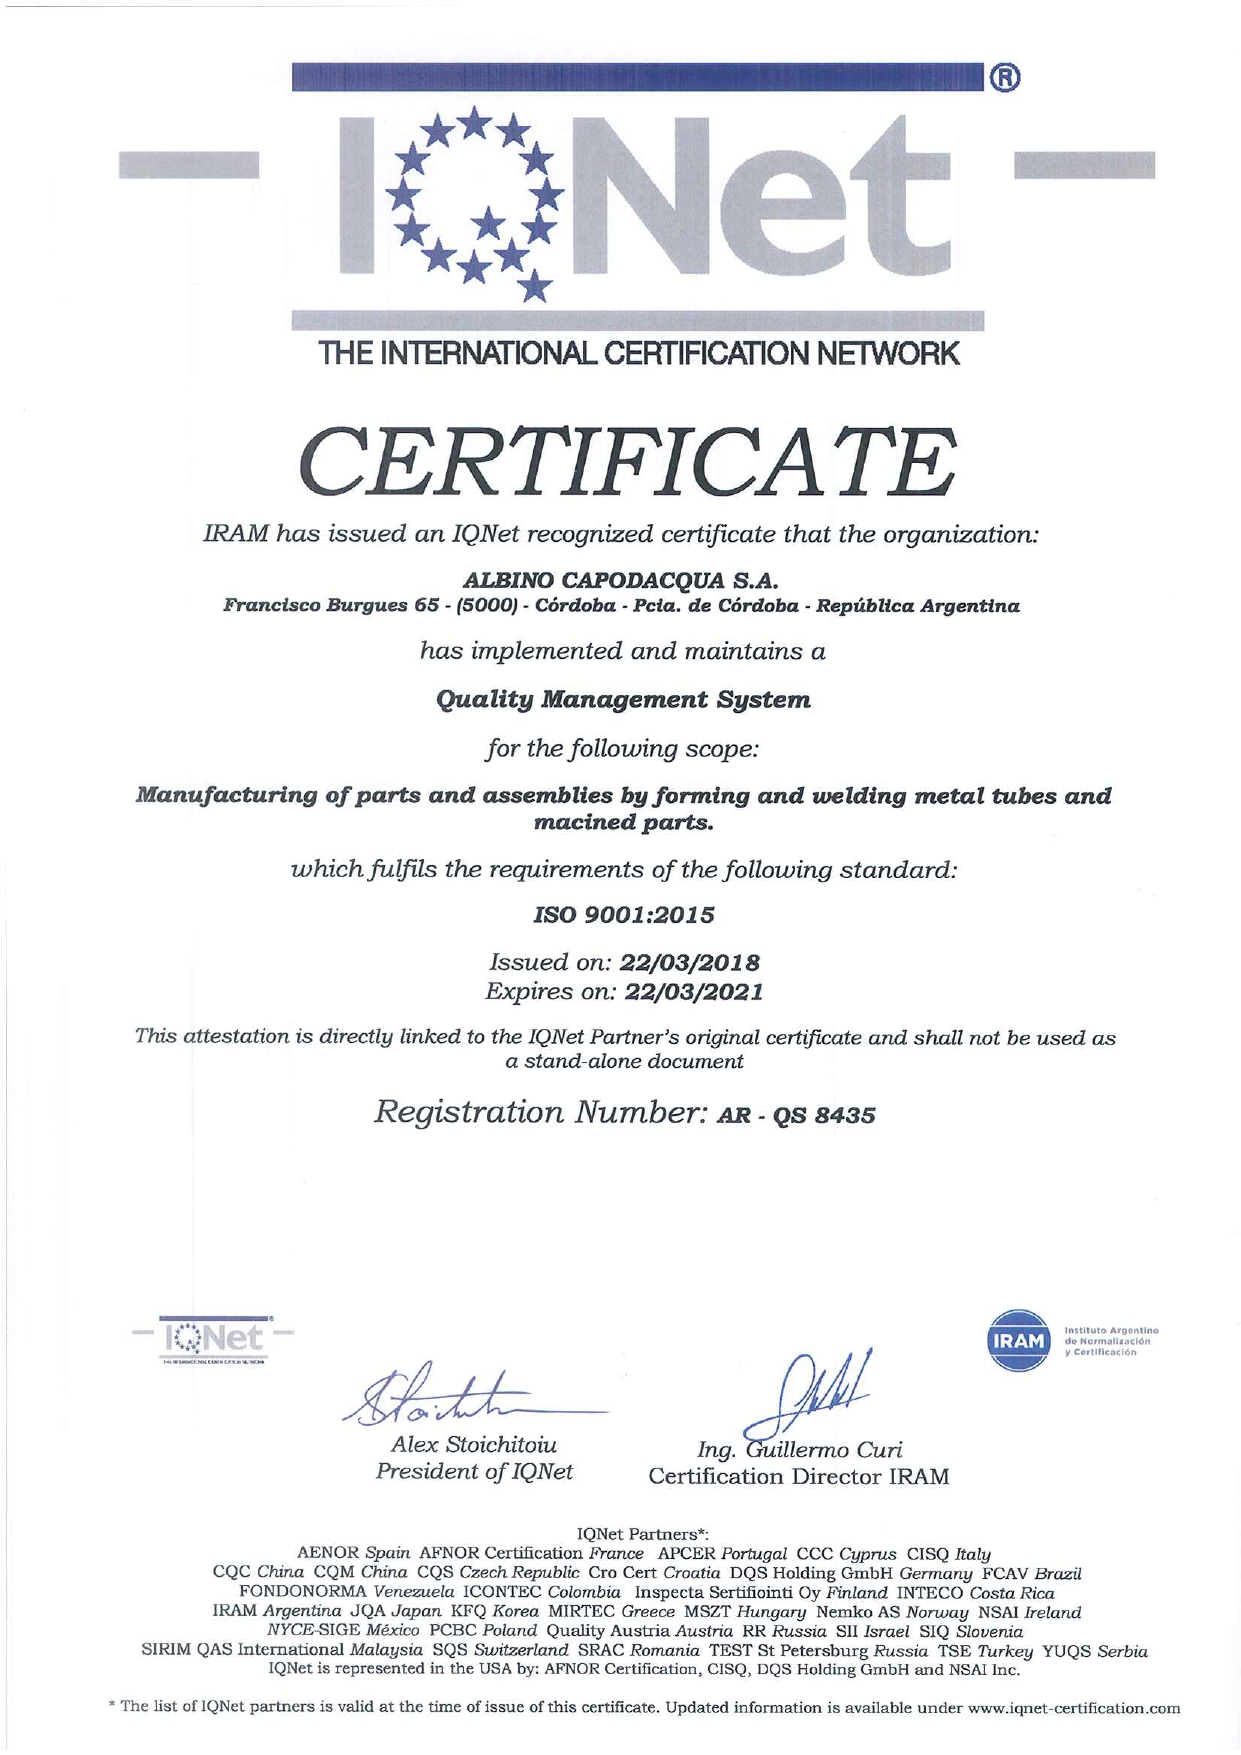 IQNet®
THE INTERNATIONAL CERTIFICATION NETWORK
CERTIFICATE
IRAM has issued an IQNet recognized certificate that the organization:
ALBINO CAPODACQUA S.A.
Francisco Burgues 65 - (5000) - Córdoba - Pcia. de Córdoba - República Argentina
has implemented and maintains a
Quality Management System
for the following scope:
Manufacturing of parts and assemblies by forming and welding metal tubes and
macined parts.
which fulfils the requirements of the following standard:
ISO 9001:2015
Issued on: 22/03/2018
Expires on: 22/03/2021
This attestation is directly linked to the IQNet Partner's original certificate and shall not be used as
a stand-alone document
Registration Number: AR - QS 8435
IQNet®
THE INTERNATIONAL CERTIFICATION NETWORK
IRAM
Instituto Argentino
de Normalización
y Certificación
Alex Stoichitoiu
President of IQNet
Ing. Guillermo Curi
Certification Director IRAM
IQNet Partners*:
AENOR Spain AFNOR Certification France APCER Portugal CCC Cyprus CISQ Italy
CQC China CQM China CQS Czech Republic Cro Cert Croatia DQS Holding GmbH Germany FCAV Brazil
FONDONORMA Venezuela ICONTEC Colombia Inspecta Sertifiointi Oy Finland INTECO Costa Rica
IRAM Argentina JQA Japan KFQ Korea MIRTEC Greece MSZT Hungary Nemko AS Norway NSAI Ireland
NYCE-SIGE México PCBC Poland Quality Austria Austria RR Russia SII Israel SIQ Slovenia
SIRIM QAS International Malaysia SQS Switzerland SRAC Romania TEST St Petersburg Russia TSE Turkey YUQS Serbia
IQNet is represented in the USA by: AFNOR Certification, CISQ, DQS Holding GmbH and NSAI Inc.
* The list of IQNet partners is valid at the time of issue of this certificate. Updated information is available under www.iqnet-certification.com